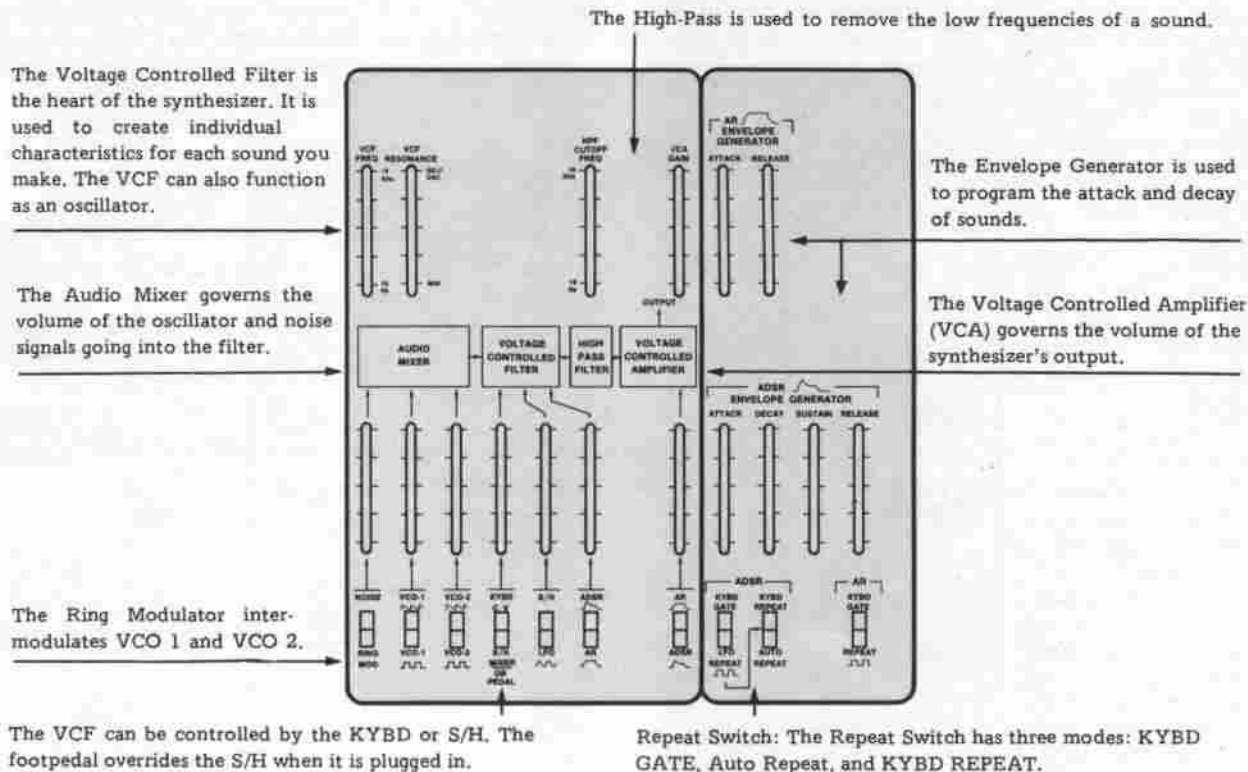 The High-Pass is used to remove the low frequencies of a sound.
The Voltage Controlled Filter is
the heart of the synthesizer. It is
used to create individual
characteristics for each sound you
make. The VCF can also function
as an oscillator.
The Audio Mixer governs the
volume of the oscillator and noise
signals going into the filter.
The Ring Modulator inter-
modulates VCO 1 and VCO 2.
VCF FREQ
VCF RESONANCE
HPF CUTOFF FREQ
VCA GAIN
OUTPUT
AUDIO MIXER
VOLTAGE CONTROLLED FILTER
HIGH PASS FILTER
VOLTAGE CONTROLLED AMPLIFIER
NOISE
VCO-1
VCO-2
KYBD
S/H
ADSR
AR
RING MOD
VCO-1
VCO-2
S/H MIXER OR PEDAL
LFO
AR
ADSR
AR
ENVELOPE
GENERATOR
ATTACK RELEASE
ADSR
ENVELOPE GENERATOR
ATTACK DECAY SUSTAIN RELEASE
ADSR
KYBD GATE
KYBD REPEAT
LFO REPEAT
AUTO REPEAT
AR
KYBD GATE
REPEAT
The Envelope Generator is used
to program the attack and decay
of sounds.
The Voltage Controlled Amplifier
(VCA) governs the volume of the
synthesizer's output.
The VCF can be controlled by the KYBD or S/H. The
footpedal overrides the S/H when it is plugged in.
Repeat Switch: The Repeat Switch has three modes: KYBD
GATE, Auto Repeat, and KYBD REPEAT.